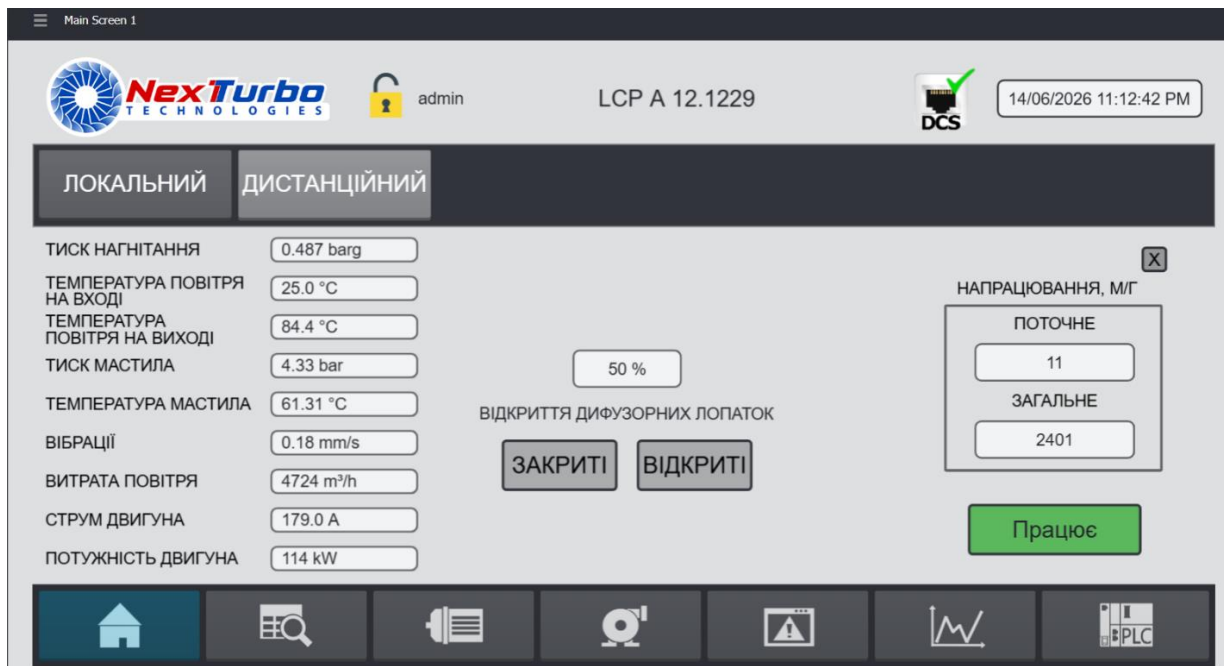 Main Screen 1
NexTurbo
TECHNOLOGIES
admin
LCP A 12.1229
DCS
14/06/2026 11:12:42 PM
ЛОКАЛЬНИЙ
ДИСТАНЦІЙНИЙ
ТИСК НАГНІТАННЯ
0.487 barg
ТЕМПЕРАТУРА ПОВІТРЯ
НА ВХОДІ
25.0 °C
ТЕМПЕРАТУРА
ПОВІТРЯ НА ВИХОДІ
84.4 °C
ТИСК МАСТИЛА
4.33 bar
ТЕМПЕРАТУРА МАСТИЛА
61.31 °C
ВІБРАЦІЇ
0.18 mm/s
ВИТРАТА ПОВІТРЯ
4724 m³/h
СТРУМ ДВИГУНА
179.0 A
ПОТУЖНІСТЬ ДВИГУНА
114 kW
50 %
ВІДКРИТТЯ ДИФУЗОРНИХ ЛОПАТОК
ЗАКРИТІ
ВІДКРИТІ
X
НАПРАЦЮВАННЯ, М/Г
ПОТОЧНЕ
11
ЗАГАЛЬНЕ
2401
Працює
PLC